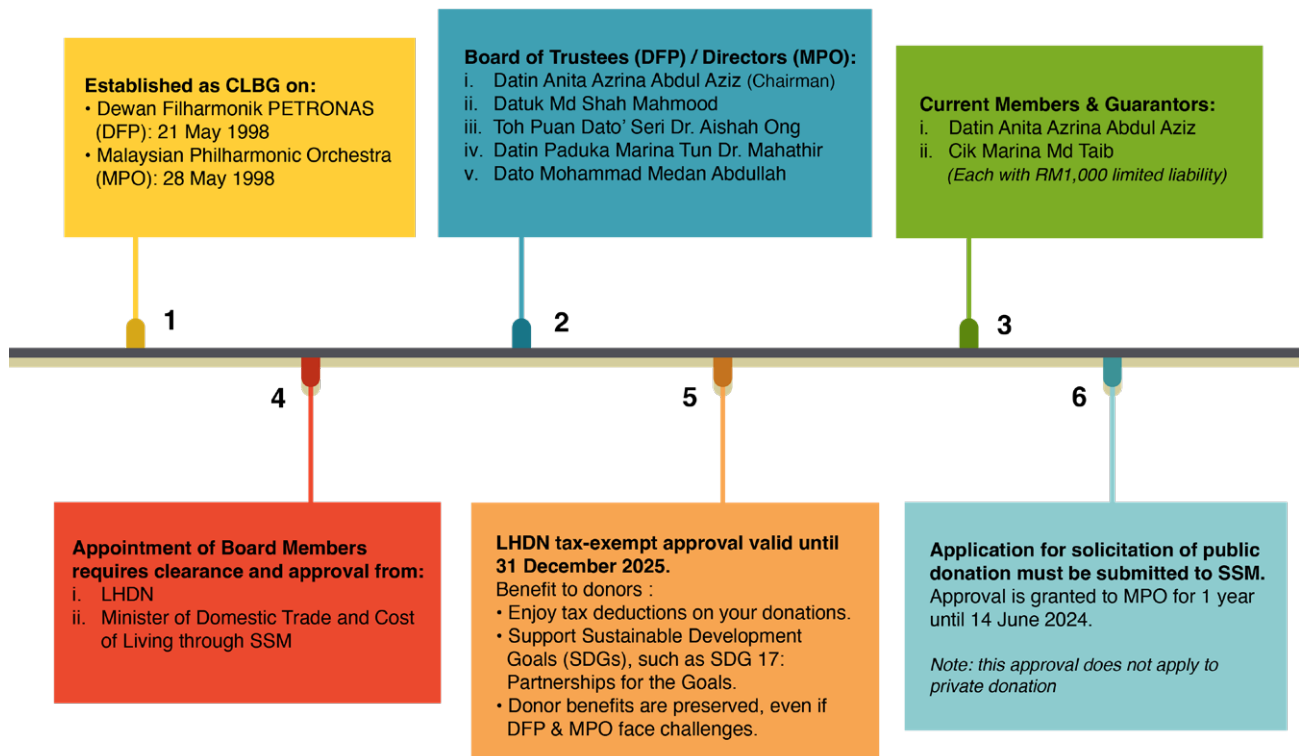 Established as CLBG on:
• Dewan Filharmonik PETRONAS
(DFP): 21 May 1998
• Malaysian Philharmonic Orchestra
(MPO): 28 May 1998
1
Board of Trustees (DFP) / Directors (MPO):
i. Datin Anita Azrina Abdul Aziz (Chairman)
ii. Datuk Md Shah Mahmood
iii. Toh Puan Dato' Seri Dr. Aishah Ong
iv. Datin Paduka Marina Tun Dr. Mahathir
v. Dato Mohammad Medan Abdullah
2
Current Members & Guarantors:
i. Datin Anita Azrina Abdul Aziz
ii. Cik Marina Md Taib
(Each with RM1,000 limited liability)
3
4
Appointment of Board Members
requires clearance and approval from:
i. LHDN
ii. Minister of Domestic Trade and Cost
of Living through SSM
5
LHDN tax-exempt approval valid until
31 December 2025.
Benefit to donors :
• Enjoy tax deductions on your donations.
• Support Sustainable Development
Goals (SDGs), such as SDG 17:
Partnerships for the Goals.
• Donor benefits are preserved, even if
DFP & MPO face challenges.
6
Application for solicitation of public
donation must be submitted to SSM.
Approval is granted to MPO for 1 year
until 14 June 2024.
Note: this approval does not apply to
private donation